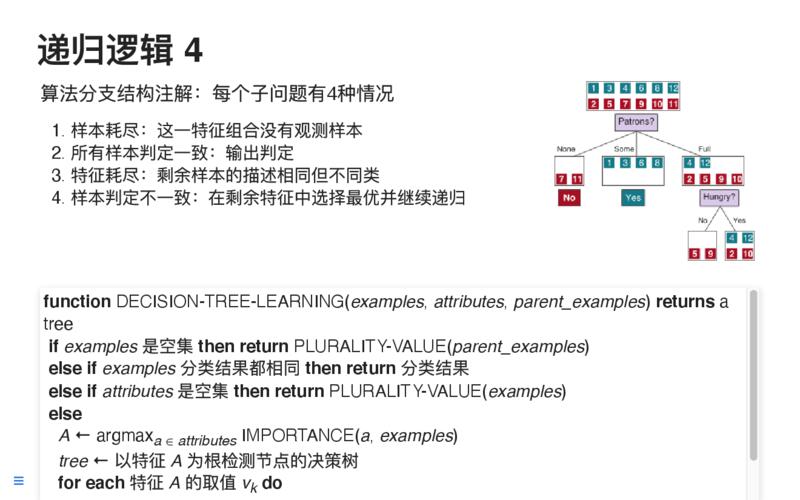 递归逻辑 4
算法分支结构注解：每个子问题有4种情况
1. 样本耗尽：这一特征组合没有观测样本
2. 所有样本判定一致：输出判定
3. 特征耗尽：剩余样本的描述相同但不同类
4. 样本判定不一致：在剩余特征中选择最优并继续递归
1 3 4 6 8 12
2 5 7 9 10 11
Patrons?
None Some Full
1 3 6 8 4 12
7 11 2 5 9 10
No Yes Hungry?
No Yes
4 12
5 9 2 10
function DECISION-TREE-LEARNING(examples, attributes, parent_examples) returns a
tree
if examples 是空集 then return PLURALITY-VALUE(parent_examples)
else if examples 分类结果都相同 then return 分类结果
else if attributes 是空集 then return PLURALITY-VALUE(examples)
else
A ← argmax a ∈ attributes IMPORTANCE(a, examples)
tree ← 以特征 A 为根检测节点的决策树
for each 特征 A 的取值 vk do